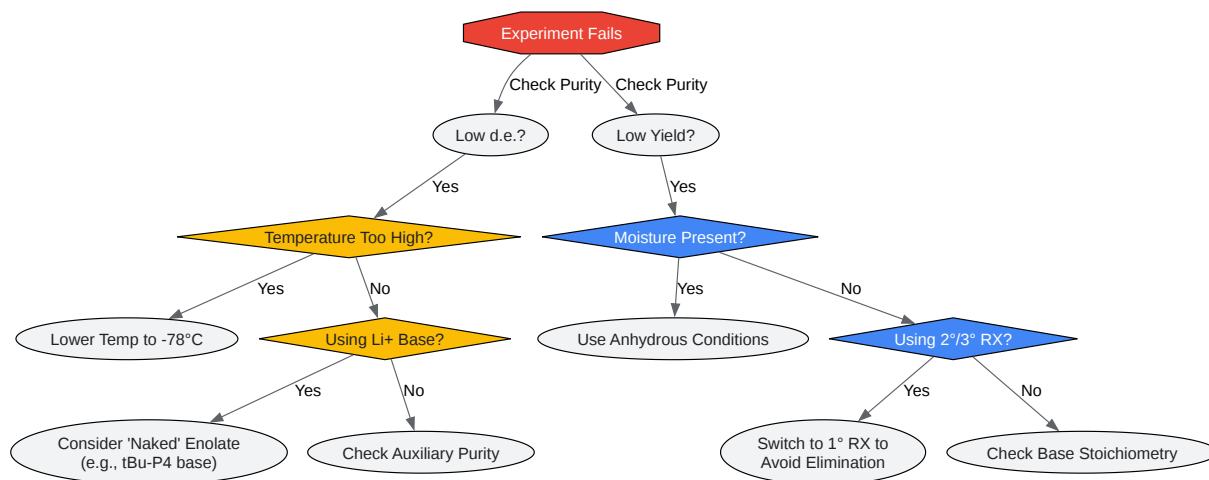 Experiment Fails
Check Purity
Check Purity
Low d.e.?
Low Yield?
Yes
Yes
Temperature Too High?
Moisture Present?
Yes
No
Yes
No
Lower Temp to -78°C
Using Li+ Base?
Use Anhydrous Conditions
Using 2°/3° RX?
Yes
No
Yes
No
Consider 'Naked' Enolate
(e.g., tBu-P4 base)
Check Auxiliary Purity
Switch to 1° RX to
Avoid Elimination
Check Base Stoichiometry